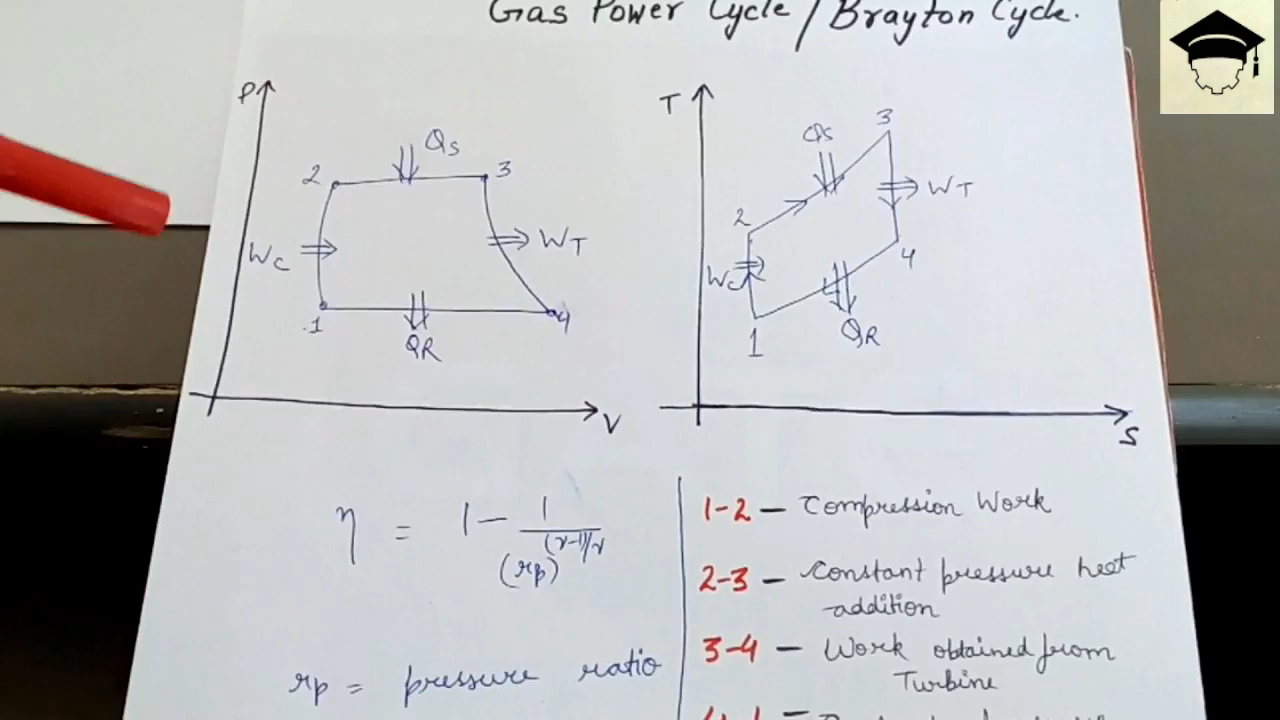 Gas Power Cycle / Brayton Cycle.
P
2
Qs
3
Wc
WT
1
QR
4
V
T
3
Qs
2
WT
Wc
4
1
QR
S
η = 1 - 1/(rp)^(γ-1)/γ
rp = pressure ratio
1-2 — Compression Work
2-3 — Constant pressure heat
addition
3-4 — Work obtained from
Turbine